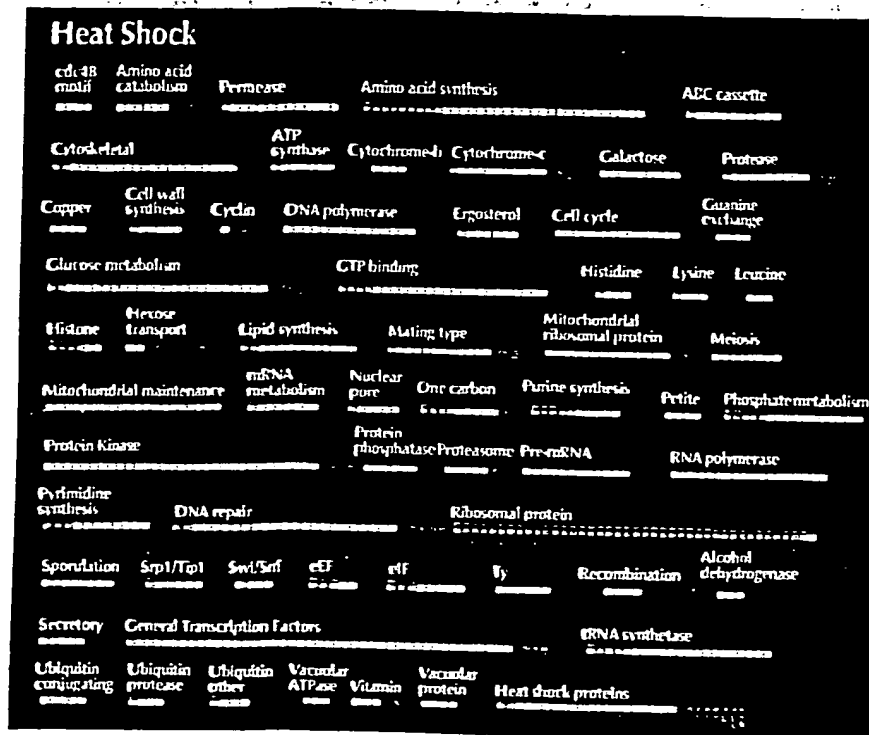 Heat Shock
cdc48 motif
Amino acid catabolism
Permease
Amino acid synthesis
ABC cassette
Cytoskeletal
ATP synthase
Cytochrome-b
Cytochrome-c
Galactose
Protease
Copper
Cell wall synthesis
Cyclin
DNA polymerase
Ergosterol
Cell cycle
Guanine exchange
Glucose metabolism
GTP binding
Histidine
Lysine
Leucine
Histone
Hexose transport
Lipid synthesis
Mating type
Mitochondrial ribosomal protein
Meiosis
Mitochondrial maintenance
mRNA metabolism
Nuclear pore
One carbon
Purine synthesis
Petite
Phosphate metabolism
Protein Kinase
Protein phosphatase
Proteasome
Pre-mRNA
RNA polymerase
Pyrimidine synthesis
DNA repair
Ribosomal protein
Sporulation
Srp1/Tip1
Swi/Snf
eEF
eIF
Ty
Recombination
Alcohol dehydrogenase
Secretory
General Transcription Factors
tRNA synthetase
Ubiquitin conjugating
Ubiquitin protease
Ubiquitin other
Vacuolar ATPase
Vitamin
Vacuolar protein
Heat shock proteins